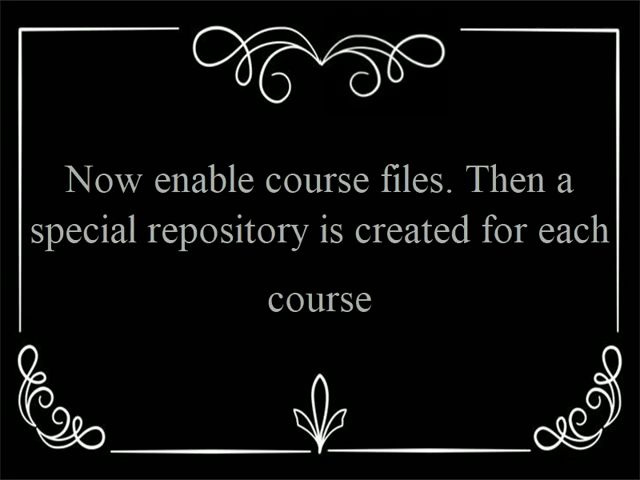 Now enable course files. Then a
special repository is created for each
course